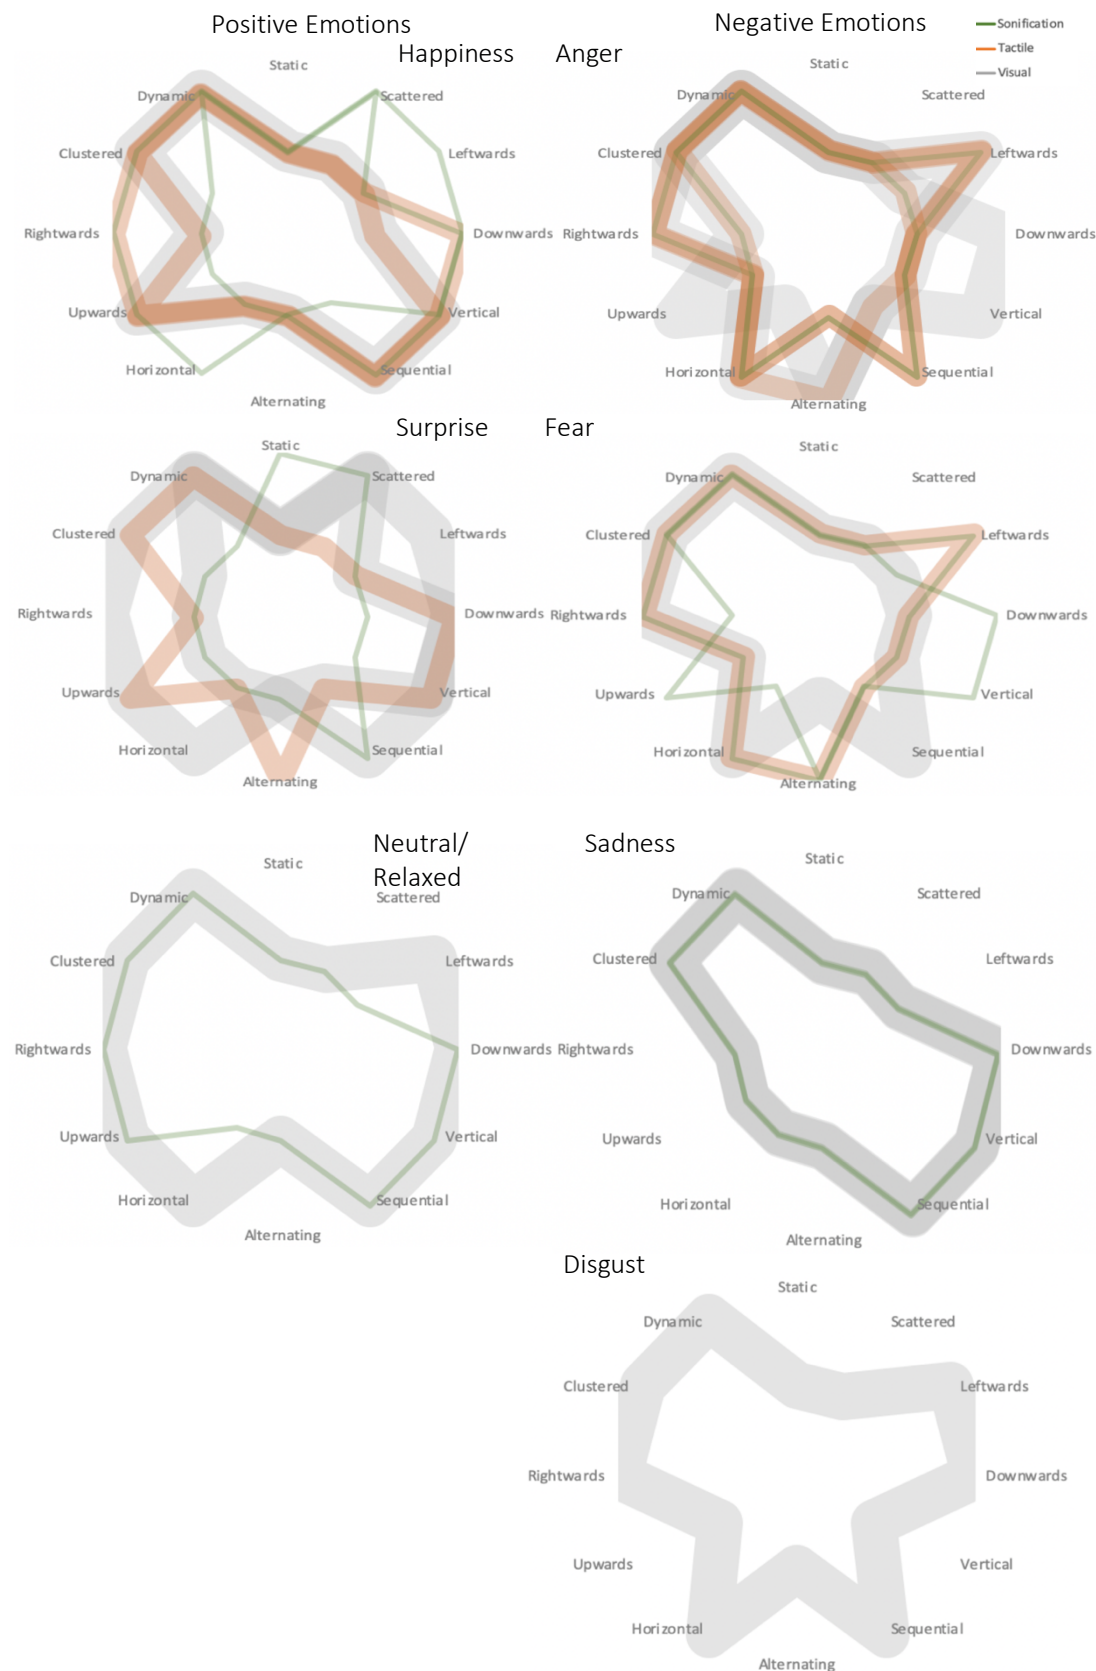 Positive Emotions
Negative Emotions
Sonification
Tactile
Visual
Happiness
Static
Scattered
Leftwards
Downwards
Vertical
Sequential
Alternating
Horizontal
Upwards
Rightwards
Clustered
Dynamic
Anger
Static
Scattered
Leftwards
Downwards
Vertical
Sequential
Alternating
Horizontal
Upwards
Rightwards
Clustered
Dynamic
Surprise
Static
Scattered
Leftwards
Downwards
Vertical
Sequential
Alternating
Horizontal
Upwards
Rightwards
Clustered
Dynamic
Fear
Static
Scattered
Leftwards
Downwards
Vertical
Sequential
Alternating
Horizontal
Upwards
Rightwards
Clustered
Dynamic
Neutral/
Relaxed
Static
Scattered
Leftwards
Downwards
Vertical
Sequential
Alternating
Horizontal
Upwards
Rightwards
Clustered
Dynamic
Sadness
Static
Scattered
Leftwards
Downwards
Vertical
Sequential
Alternating
Horizontal
Upwards
Rightwards
Clustered
Dynamic
Disgust
Static
Scattered
Leftwards
Downwards
Vertical
Sequential
Alternating
Horizontal
Upwards
Rightwards
Clustered
Dynamic